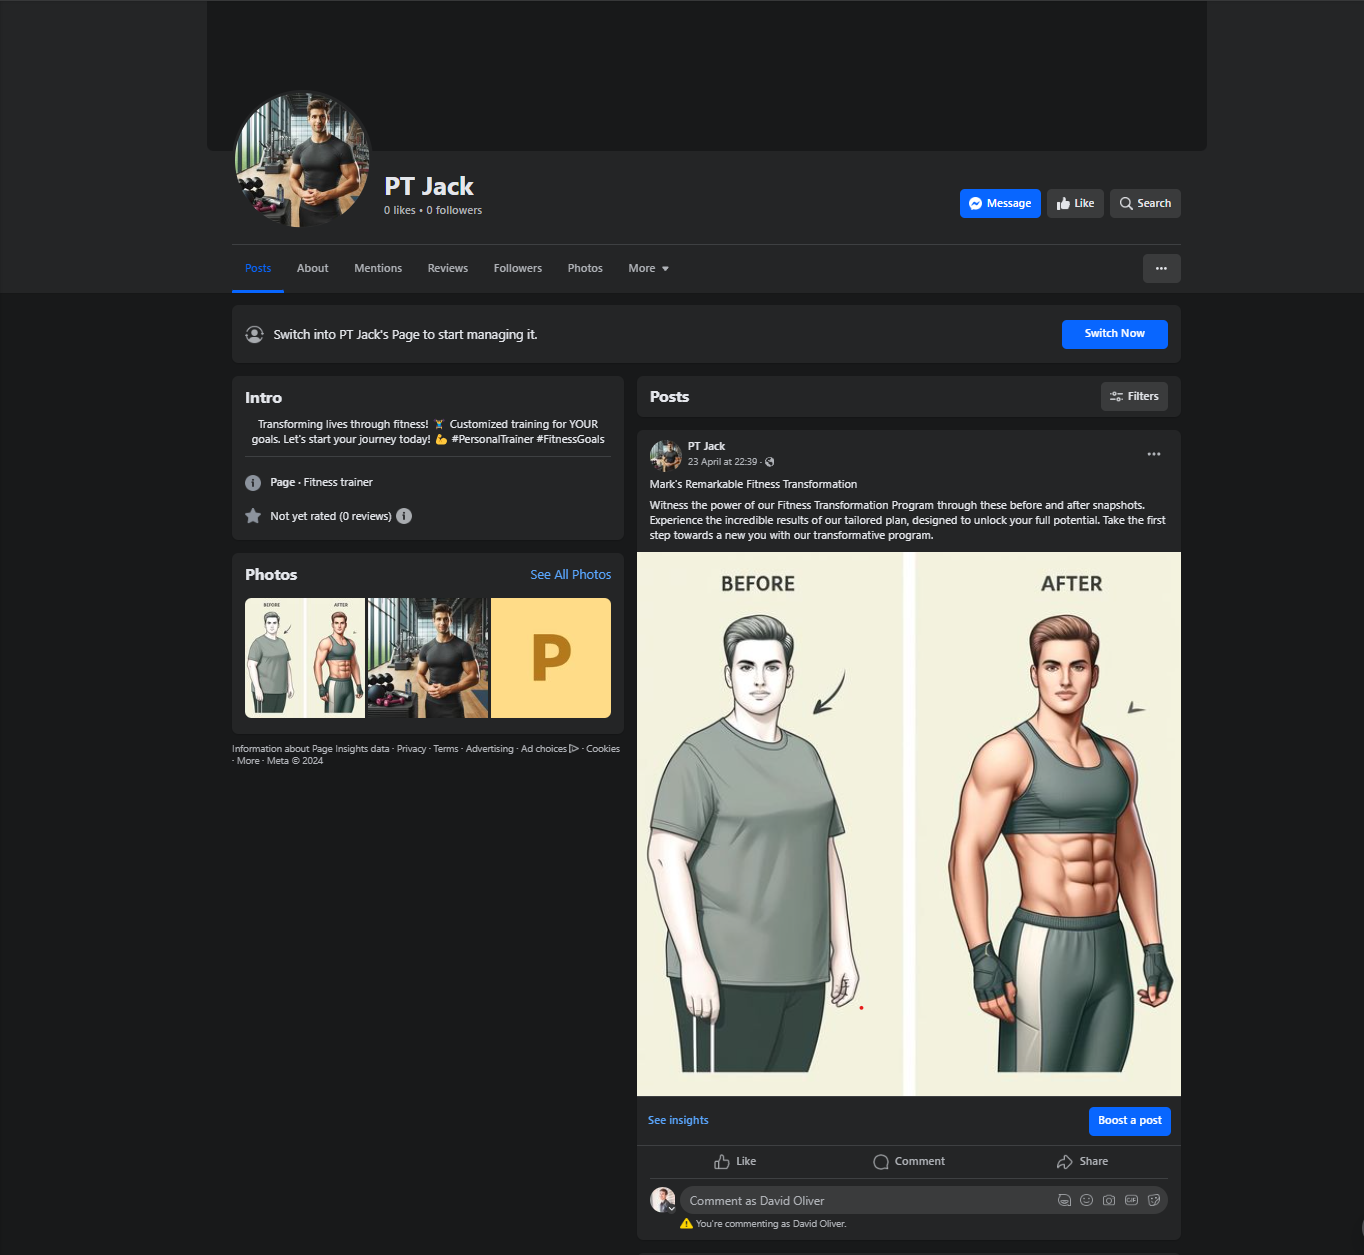 PT Jack
0 likes • 0 followers
Message
Like
Search
Posts
About
Mentions
Reviews
Followers
Photos
More
Switch into PT Jack's Page to start managing it.
Switch Now
Intro
Transforming lives through fitness! 🏋️ Customized training for YOUR
goals. Let's start your journey today! 💪 #PersonalTrainer #FitnessGoals
Page · Fitness trainer
Not yet rated (0 reviews)
Photos
See All Photos
BEFORE
AFTER
P
Information about Page Insights data · Privacy · Terms · Advertising · Ad choices · Cookies
· More · Meta © 2024
Posts
Filters
PT Jack
23 April at 22:39 ·
Mark's Remarkable Fitness Transformation
Witness the power of our Fitness Transformation Program through these before and after snapshots.
Experience the incredible results of our tailored plan, designed to unlock your full potential. Take the first
step towards a new you with our transformative program.
BEFORE
AFTER
See insights
Boost a post
Like
Comment
Share
Comment as David Oliver
GIF
You're commenting as David Oliver.